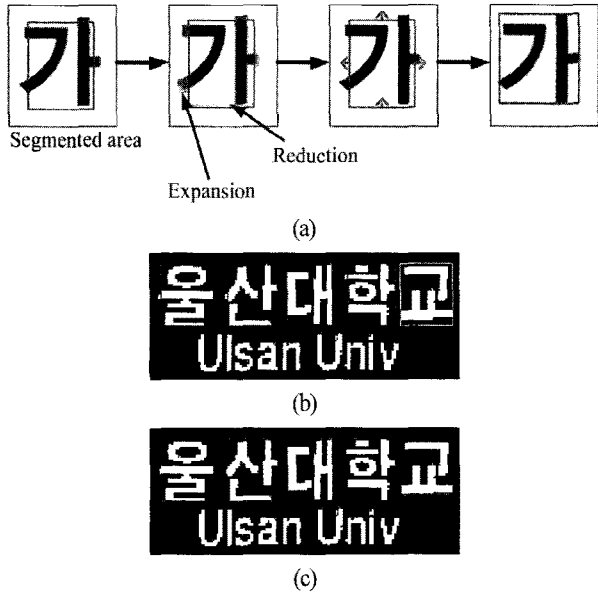 가 가 가 가
Segmented area
Reduction
Expansion
(a)
울산대학교
Ulsan Univ
(b)
울산대학교
Ulsan Univ
(c)